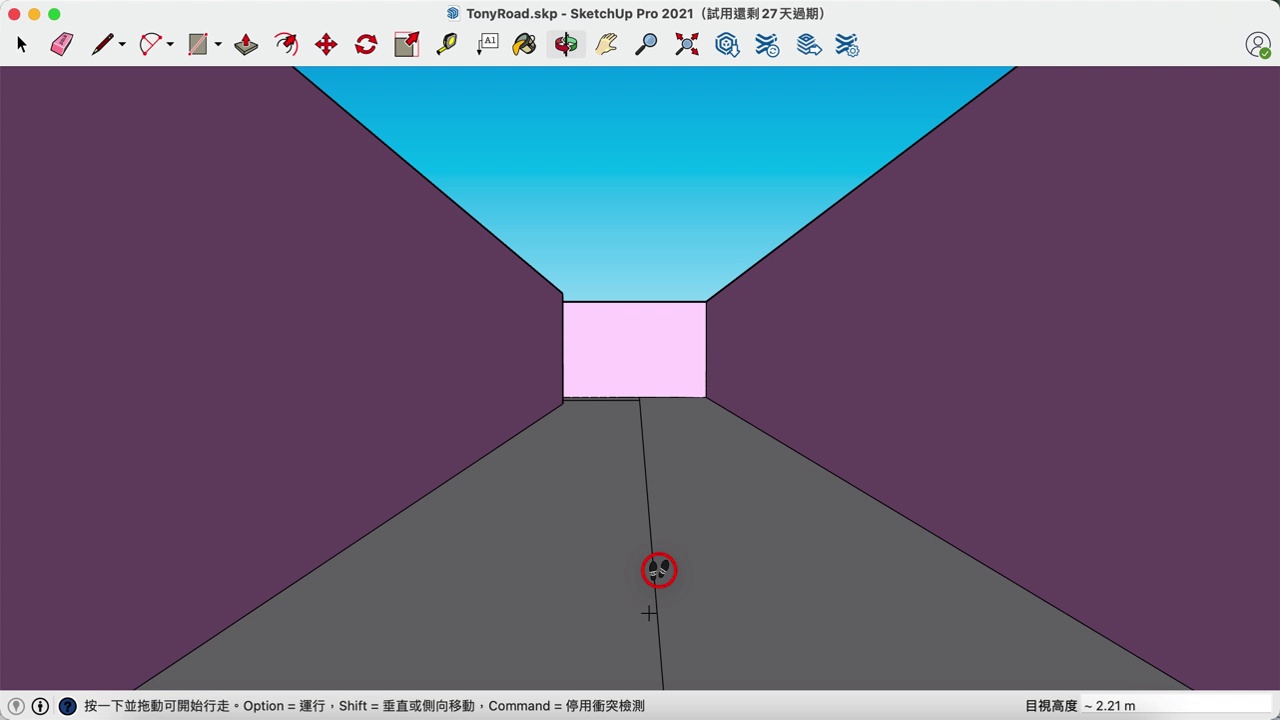 TonyRoad.skp - SketchUp Pro 2021（試用還剩 27 天過期）
A1
按一下並拖動可開始行走。Option = 運行，Shift = 垂直或側向移動，Command = 停用衝突檢測
目視高度 ~ 2.21 m